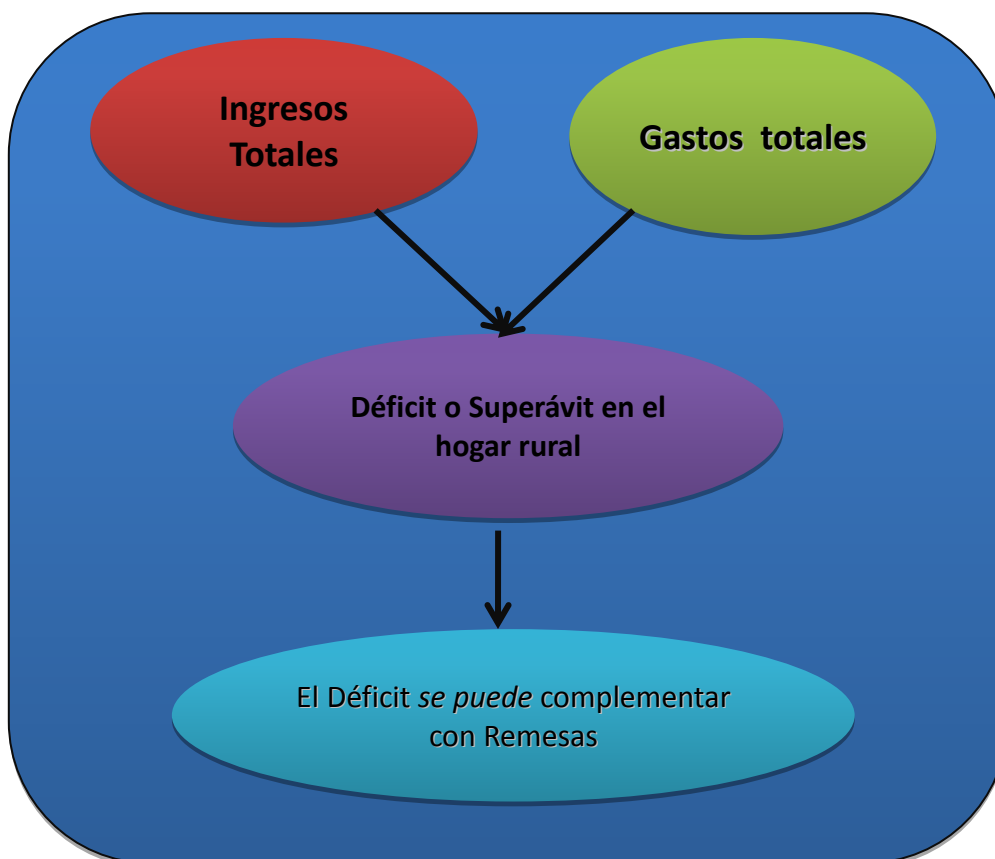 Ingresos
Totales
Gastos totales
Déficit o Superávit en el
hogar rural
El Déficit se puede complementar
con Remesas